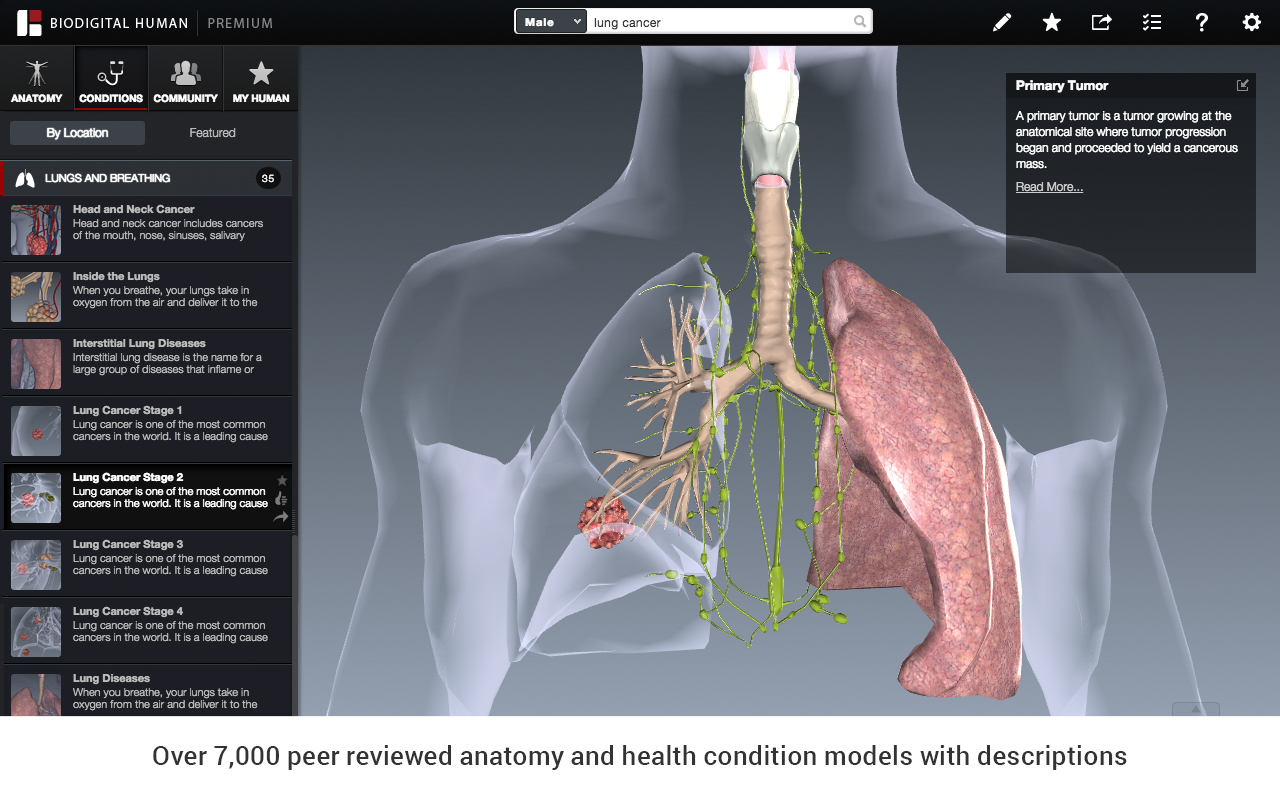 BIODIGITAL HUMAN PREMIUM
Male
lung cancer
ANATOMY
CONDITIONS
COMMUNITY
MY HUMAN
By Location
Featured
LUNGS AND BREATHING
35
Head and Neck Cancer
Head and neck cancer includes cancers
of the mouth, nose, sinuses, salivary
Inside the Lungs
When you breathe, your lungs take in
oxygen from the air and deliver it to the
Interstitial Lung Diseases
Interstitial lung disease is the name for a
large group of diseases that inflame or
Lung Cancer Stage 1
Lung cancer is one of the most common
cancers in the world. It is a leading cause
Lung Cancer Stage 2
Lung cancer is one of the most common
cancers in the world. It is a leading cause
Lung Cancer Stage 3
Lung cancer is one of the most common
cancers in the world. It is a leading cause
Lung Cancer Stage 4
Lung cancer is one of the most common
cancers in the world. It is a leading cause
Lung Diseases
When you breathe, your lungs take in
oxygen from the air and deliver it to the
Primary Tumor
A primary tumor is a tumor growing at the
anatomical site where tumor progression
began and proceeded to yield a cancerous
mass.
Read More...
Over 7,000 peer reviewed anatomy and health condition models with descriptions